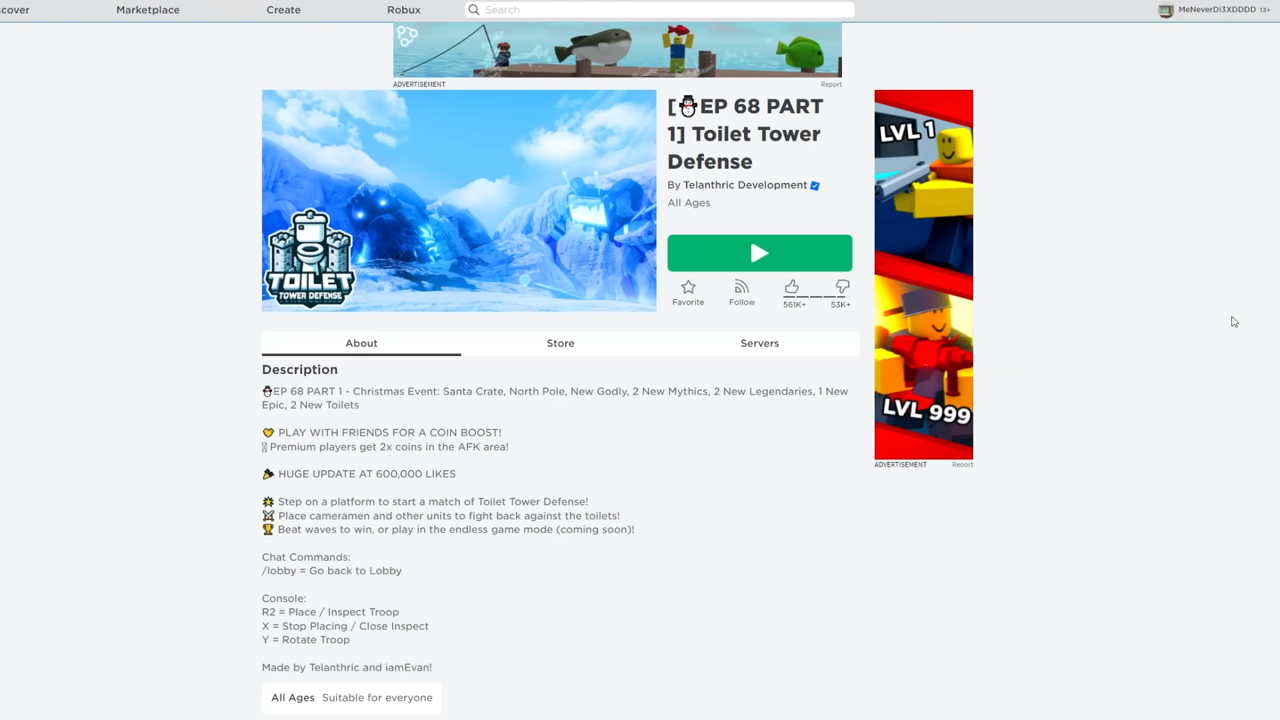 cover
Marketplace
Create
Robux
Search
MeNeverDi3XDDDD 13+
ADVERTISEMENT
Report
[⛄EP 68 PART
1] Toilet Tower
Defense
By Telanthric Development
All Ages
Favorite
Follow
561K+
53K+
TOILET
TOWER DEFENSE
LVL 1
LVL 999
ADVERTISEMENT
Report
About
Store
Servers
Description
⛄EP 68 PART 1 - Christmas Event: Santa Crate, North Pole, New Godly, 2 New Mythics, 2 New Legendaries, 1 New
Epic, 2 New Toilets
PLAY WITH FRIENDS FOR A COIN BOOST!
Premium players get 2x coins in the AFK area!
🎉 HUGE UPDATE AT 600,000 LIKES
Step on a platform to start a match of Toilet Tower Defense!
⚔ Place cameramen and other units to fight back against the toilets!
🏆 Beat waves to win, or play in the endless game mode (coming soon)!
Chat Commands:
/lobby = Go back to Lobby
Console:
R2 = Place / Inspect Troop
X = Stop Placing / Close Inspect
Y = Rotate Troop
Made by Telanthric and iamEvan!
All Ages Suitable for everyone